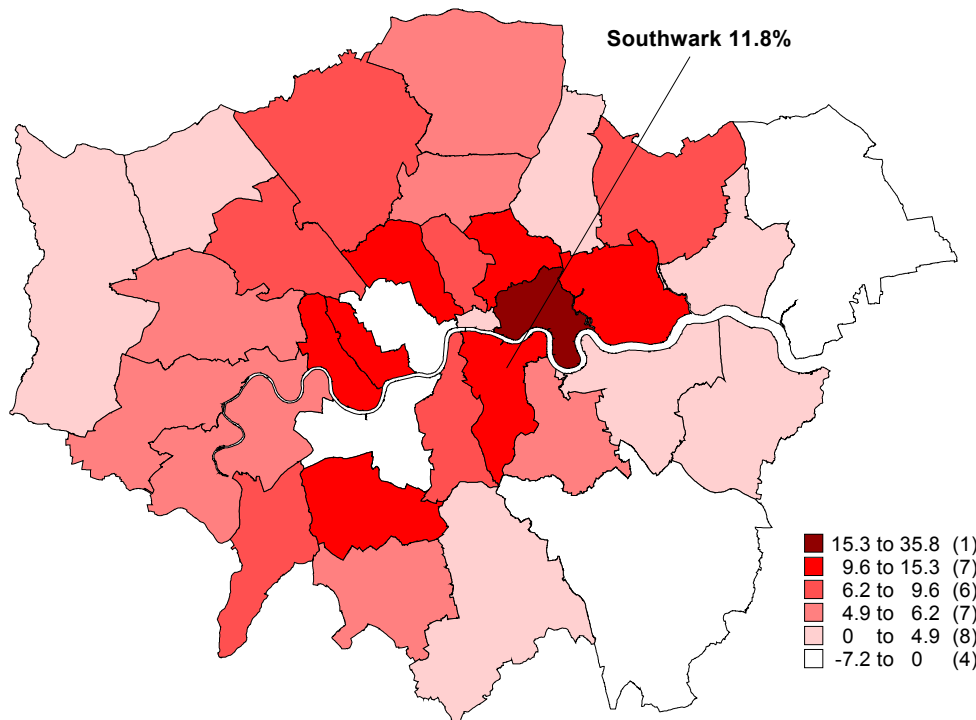 Southwark 11.8%
15.3 to 35.8 (1)
9.6 to 15.3 (7)
6.2 to 9.6 (6)
4.9 to 6.2 (7)
0 to 4.9 (8)
-7.2 to 0 (4)